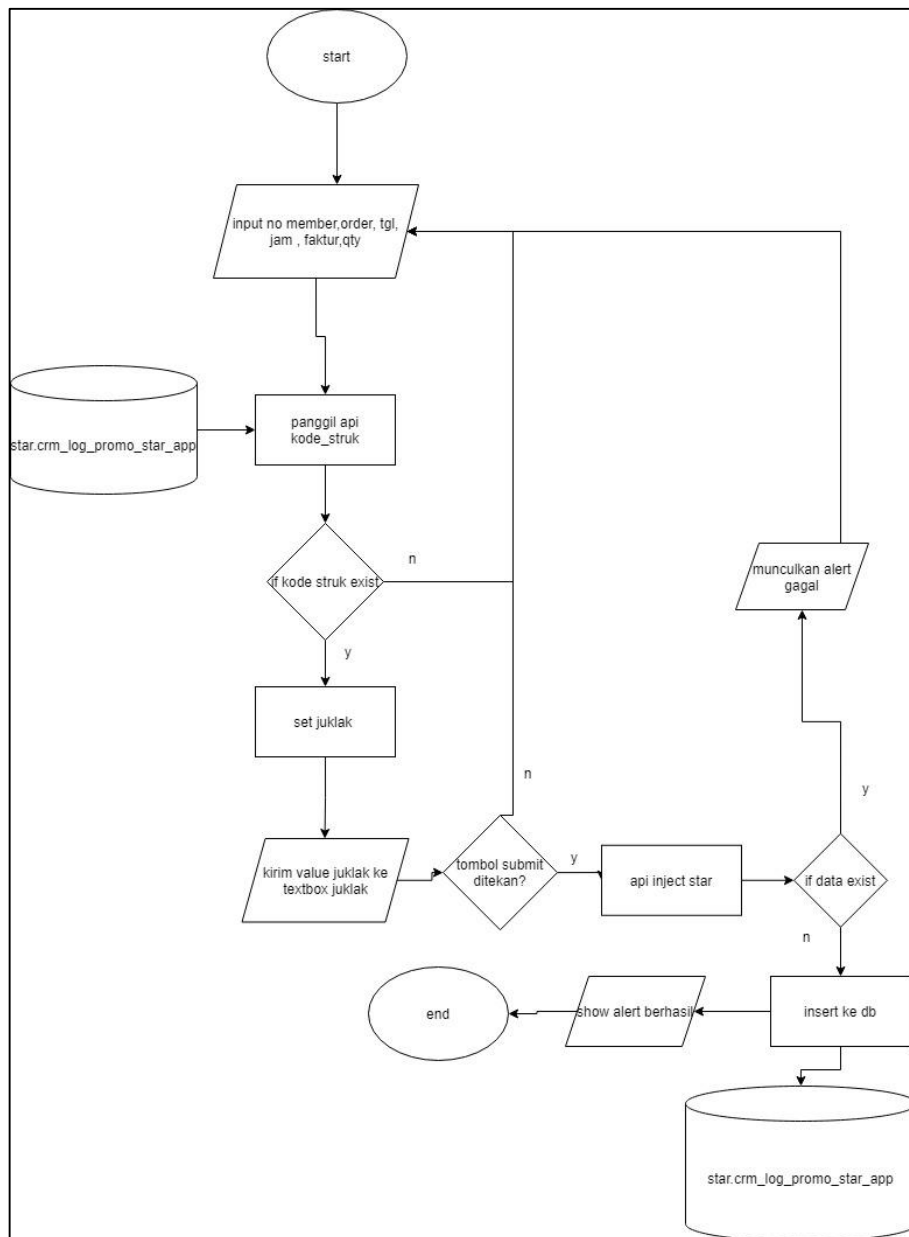 start
input no member,order, tgl,
jam , faktur,qty
star.crm_log_promo_star_app
panggil api
kode_struk
if kode struk exist
n
y
set juklak
kirim value juklak ke
textbox juklak
tombol submit
ditekan?
n
y
api inject star
if data exist
y
munculkan alert
gagal
n
insert ke db
show alert berhasil
end
star.crm_log_promo_star_app